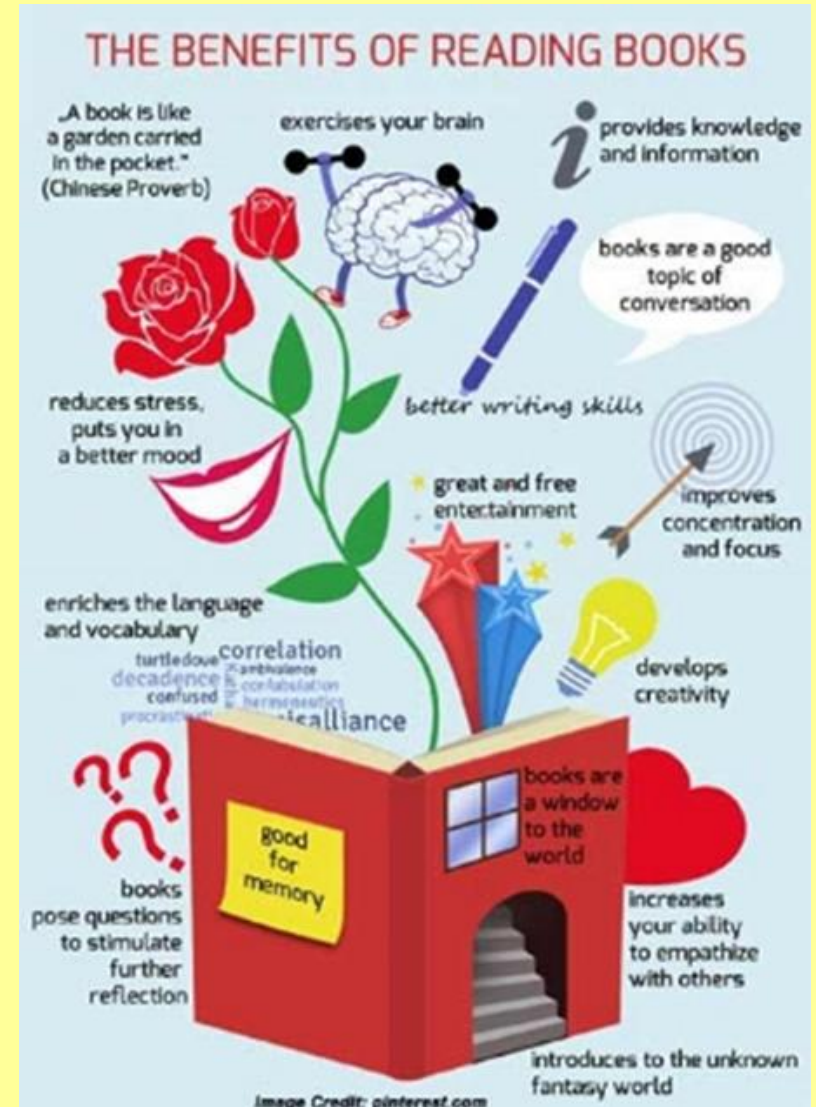 THE BENEFITS OF READING BOOKS
„A book is like
a garden carried
in the pocket.”
(Chinese Proverb)
exercises your brain
provides knowledge
and information
books are a good
topic of
conversation
reduces stress,
puts you in
a better mood
better writing skills
great and free
entertainment
improves
concentration
and focus
enriches the language
and vocabulary
correlation
turtledove
ambivalence
decadence
confabulation
confused
hermeneutics
develops
creativity
books are
a window
to the
world
good
for
memory
books
pose questions
to stimulate
further
reflection
increases
your ability
to empathize
with others
introduces to the unknown
fantasy world
Image Credit: pinterest.com